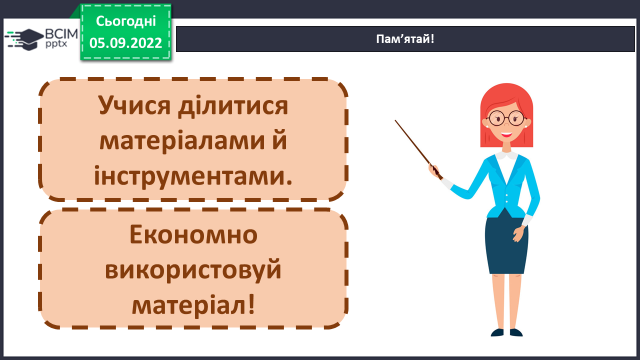 Сьогодні
05.09.2022
ВСІМ
pptx
Пам’ятай!
Учися ділитися
матеріалами й
інструментами.
Економно
використовуй
матеріал!